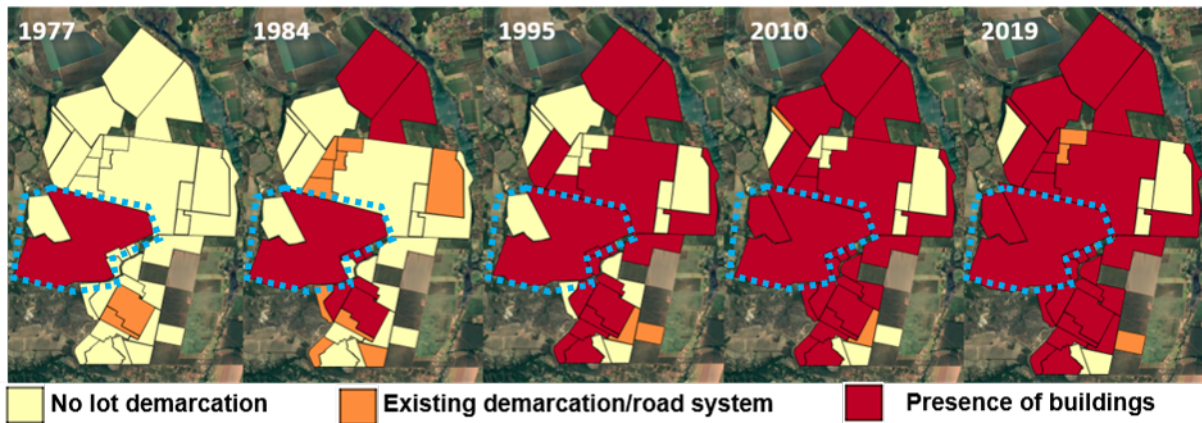 1977 1984 1995 2010 2019
No lot demarcation Existing demarcation/road system Presence of buildings